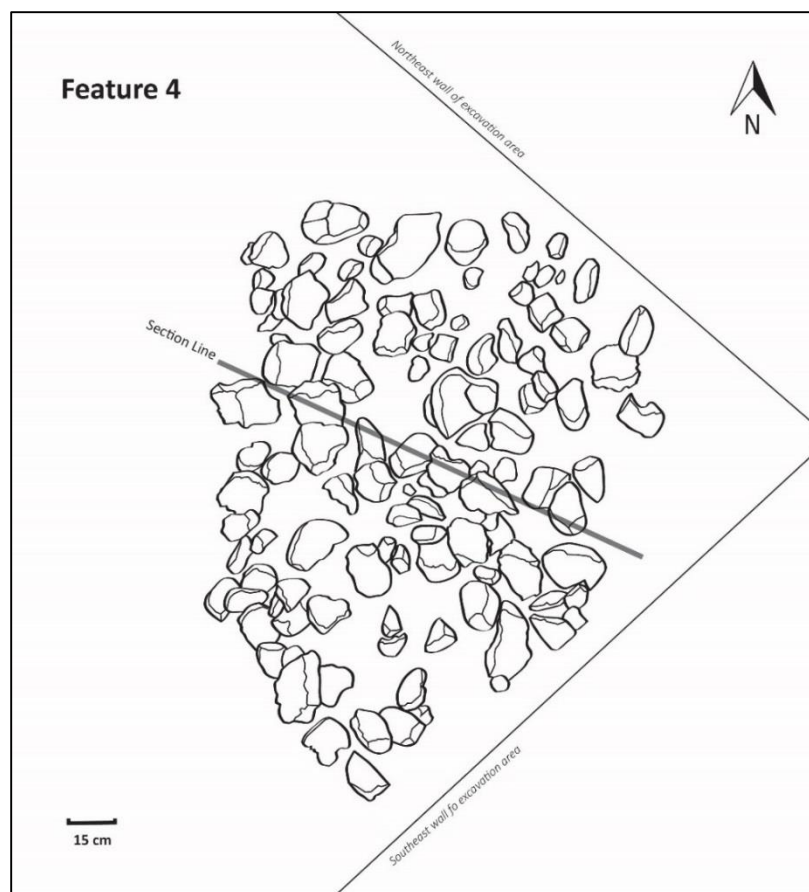 Feature 4
Northeast wall of excavation area
N
Section Line
15 cm
Southeast wall fo excavation area